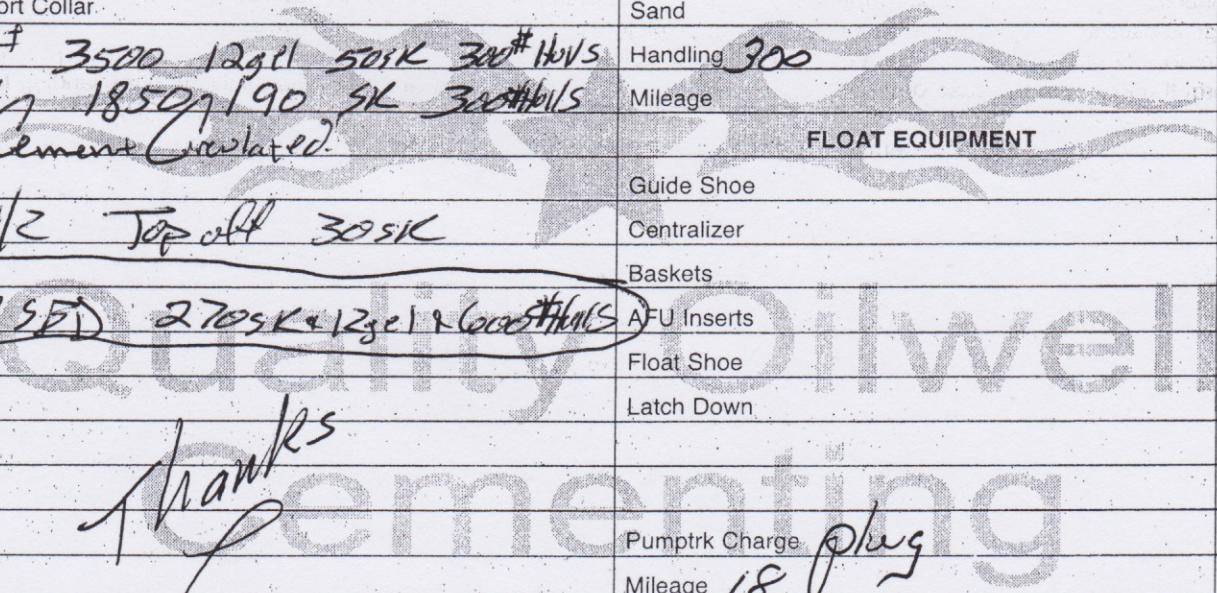 ort Collar
Sand
# 3500 12gel 50sk 300# Hulls
Handling 300
1850 190 SK 300# Hulls
Mileage
ement Circulated.
FLOAT EQUIPMENT
Guide Shoe
/2 Top off 30sk
Centralizer
Baskets
SED 270sk & 12gel & 600# Hulls
AFU Inserts
Quality Oilwell
Float Shoe
Latch Down
Thanks
Cementing
Pumptrk Charge plug
Mileage 18